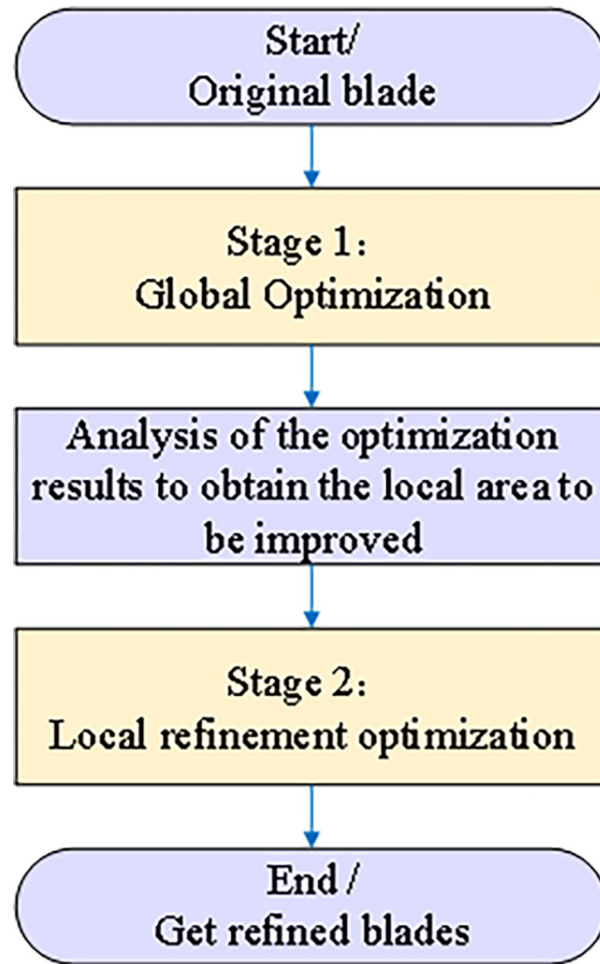 Start/
Original blade
Stage 1：
Global Optimization
Analysis of the optimization
results to obtain the local area to
be improved
Stage 2：
Local refinement optimization
End /
Get refined blades